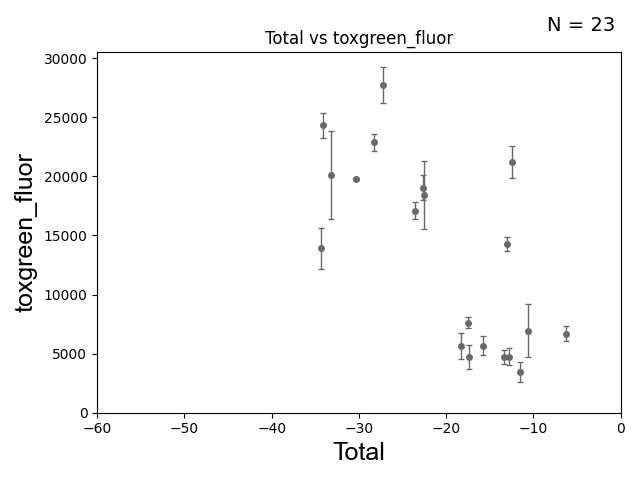 N = 23
Total vs toxgreen_fluor
30000
25000
20000
15000
10000
5000
0
toxgreen_fluor
−60 −50 −40 −30 −20 −10 0
Total